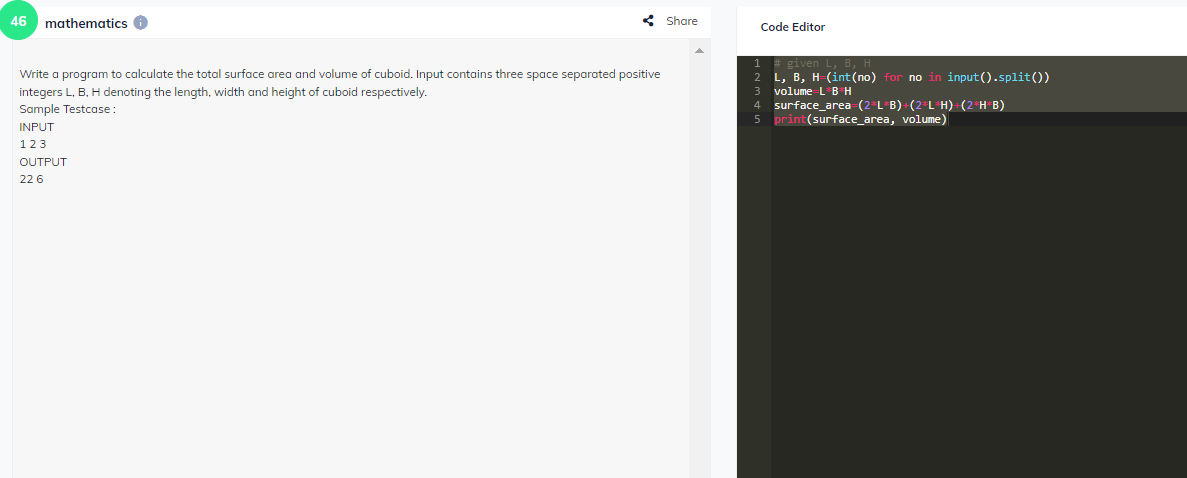 46
mathematics
Share
Write a program to calculate the total surface area and volume of cuboid. Input contains three space separated positive
integers L, B, H denoting the length, width and height of cuboid respectively.
Sample Testcase :
INPUT
1 2 3
OUTPUT
22 6
Code Editor
1 # given L, B, H
2 L, B, H=(int(no) for no in input().split())
3 volume=L*B*H
4 surface_area=(2*L*B)+(2*L*H)+(2*H*B)
5 print(surface_area, volume)